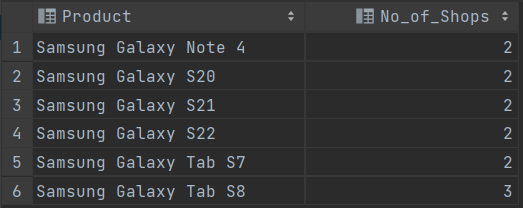 Product No_of_Shops
1 Samsung Galaxy Note 4 2
2 Samsung Galaxy S20 2
3 Samsung Galaxy S21 2
4 Samsung Galaxy S22 2
5 Samsung Galaxy Tab S7 2
6 Samsung Galaxy Tab S8 3